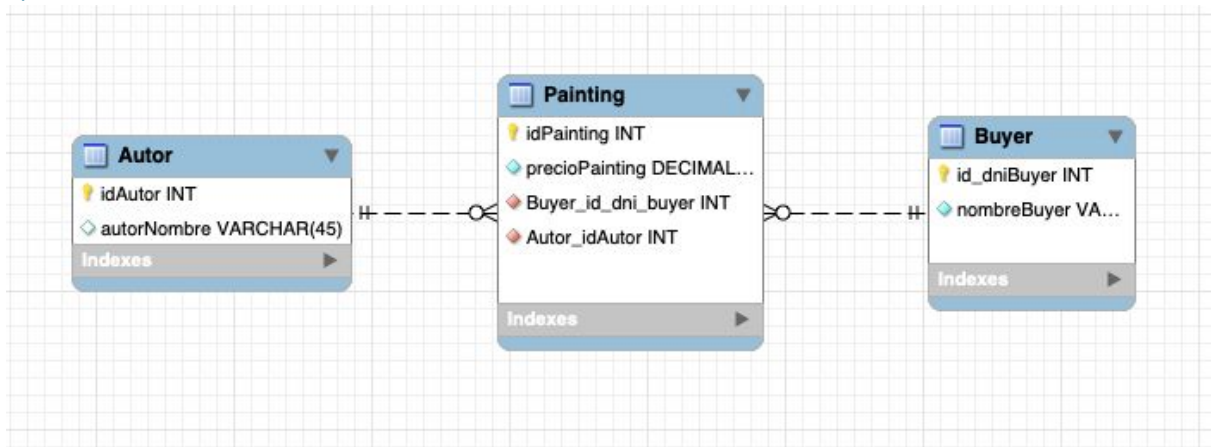 Autor
idAutor INT
autorNombre VARCHAR(45)
Indexes
Painting
idPainting INT
precioPainting DECIMAL...
Buyer_id_dni_buyer INT
Autor_idAutor INT
Indexes
Buyer
id_dniBuyer INT
nombreBuyer VA...
Indexes